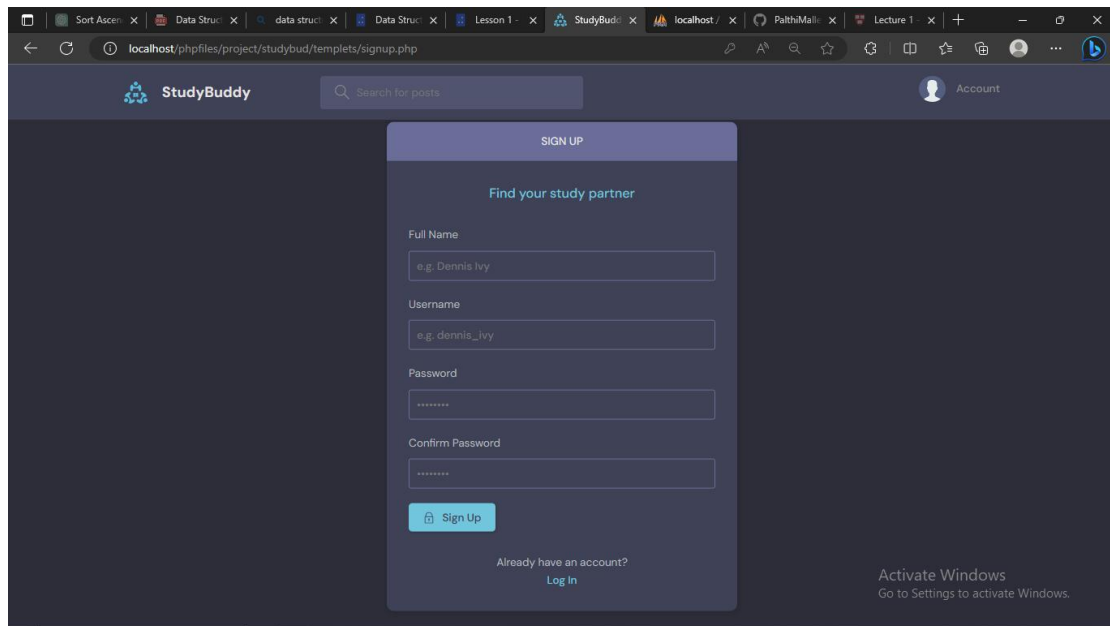 Sort Ascen
Data Struct
data struct
Data Struct
Lesson 1 -
StudyBudd
localhost /
PalthiMalle
Lecture 1 -
localhost/phpfiles/project/studybud/templets/signup.php
StudyBuddy
Search for posts
Account
SIGN UP
Find your study partner
Full Name
e.g. Dennis Ivy
Username
e.g. dennis_ivy
Password
••••••••
Confirm Password
••••••••
Sign Up
Already have an account?
Log In
Activate Windows
Go to Settings to activate Windows.